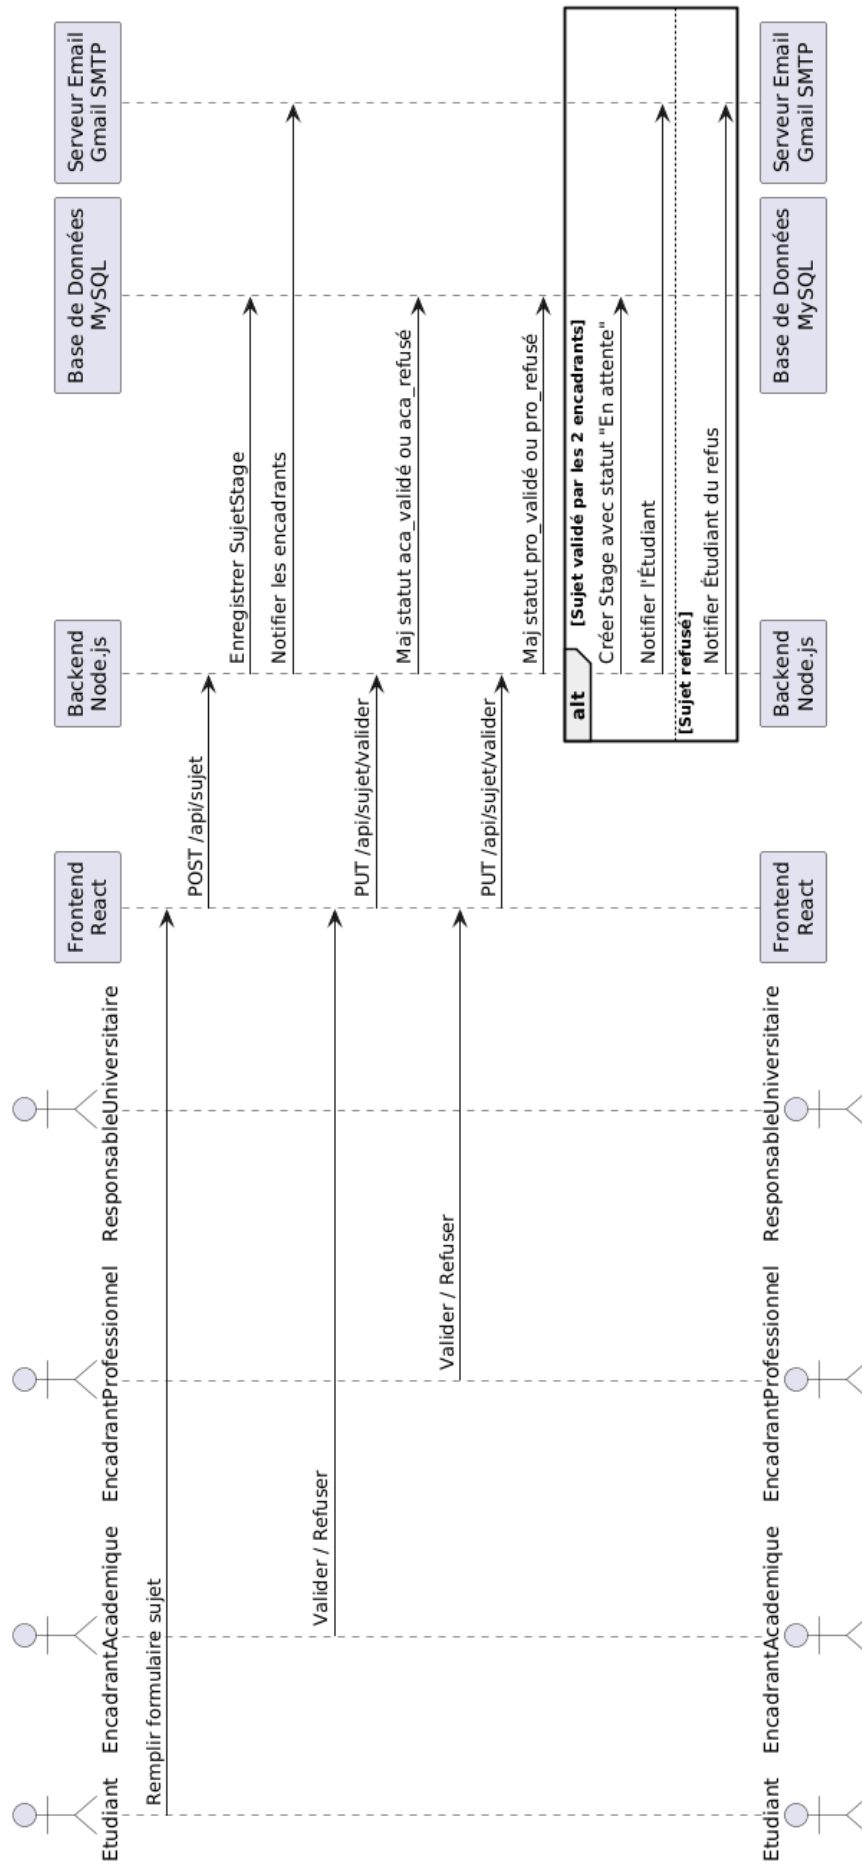 Etudiant
EncadrantAcademique
EncadrantProfessionnel
ResponsableUniversitaire
Frontend
React
Backend
Node.js
Base de Données
MySQL
Serveur Email
Gmail SMTP
Remplir formulaire sujet
POST /api/sujet
Enregistrer SujetStage
Notifier les encadrants
Valider / Refuser
PUT /api/sujet/valider
Maj statut aca_validé ou aca_refusé
Valider / Refuser
PUT /api/sujet/valider
Maj statut pro_validé ou pro_refusé
alt
[Sujet validé par les 2 encadrants]
Créer Stage avec statut "En attente"
Notifier l'Étudiant
[Sujet refusé]
Notifier Étudiant du refus
Etudiant
EncadrantAcademique
EncadrantProfessionnel
ResponsableUniversitaire
Frontend
React
Backend
Node.js
Base de Données
MySQL
Serveur Email
Gmail SMTP